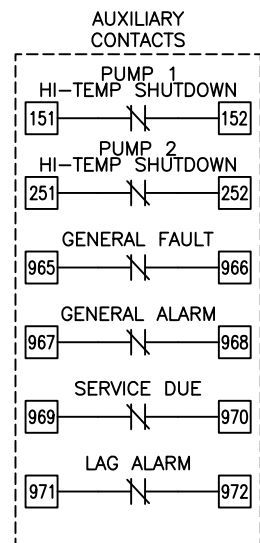 AUXILIARY
CONTACTS
PUMP 1
HI-TEMP SHUTDOWN
151 152
PUMP 2
HI-TEMP SHUTDOWN
251 252
GENERAL FAULT
965 966
GENERAL ALARM
967 968
SERVICE DUE
969 970
LAG ALARM
971 972